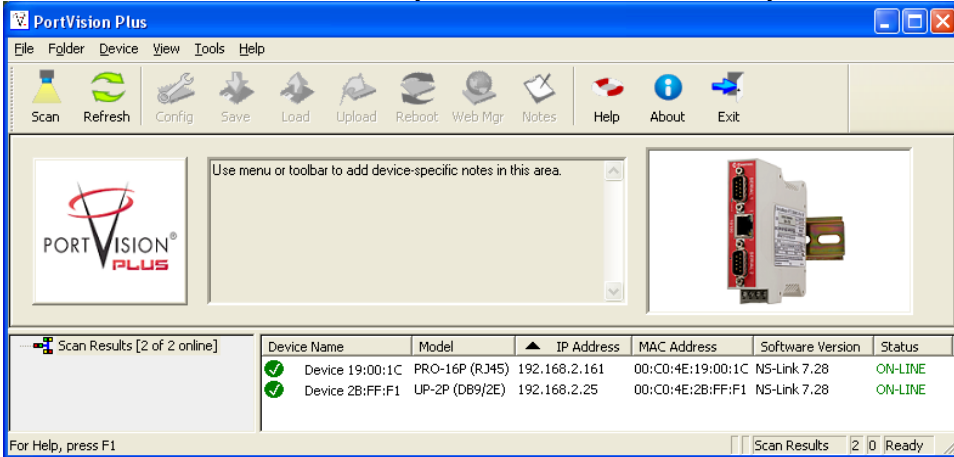 PortVision Plus
File Folder Device View Tools Help
Scan Refresh Config Save Load Upload Reboot Web Mgr Notes Help About Exit
Use menu or toolbar to add device-specific notes in this area.
PORTVISION®
PLUS
Scan Results [2 of 2 online]
Device Name Model IP Address MAC Address Software Version Status
Device 19:00:1C PRO-16P (RJ45) 192.168.2.161 00:C0:4E:19:00:1C NS-Link 7.28 ON-LINE
Device 2B:FF:F1 UP-2P (DB9/2E) 192.168.2.25 00:C0:4E:2B:FF:F1 NS-Link 7.28 ON-LINE
For Help, press F1
Scan Results 2 0 Ready